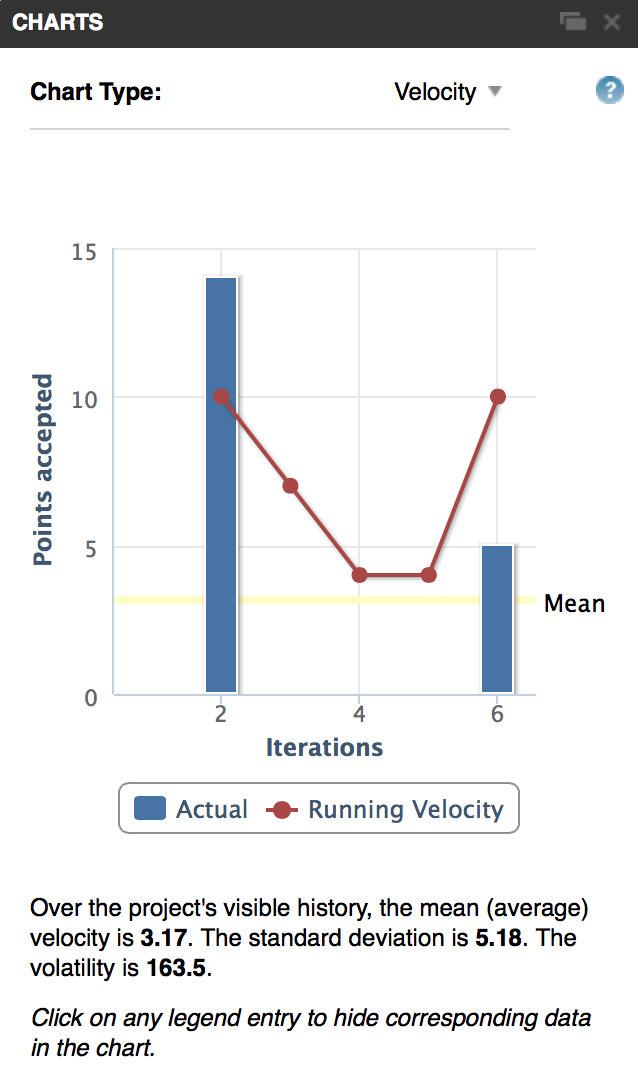 CHARTS
Chart Type:
Velocity
?
15
10
5
0
Points accepted
Mean
2
4
6
Iterations
Actual
Running Velocity
Over the project's visible history, the mean (average)
velocity is 3.17. The standard deviation is 5.18. The
volatility is 163.5.
Click on any legend entry to hide corresponding data
in the chart.